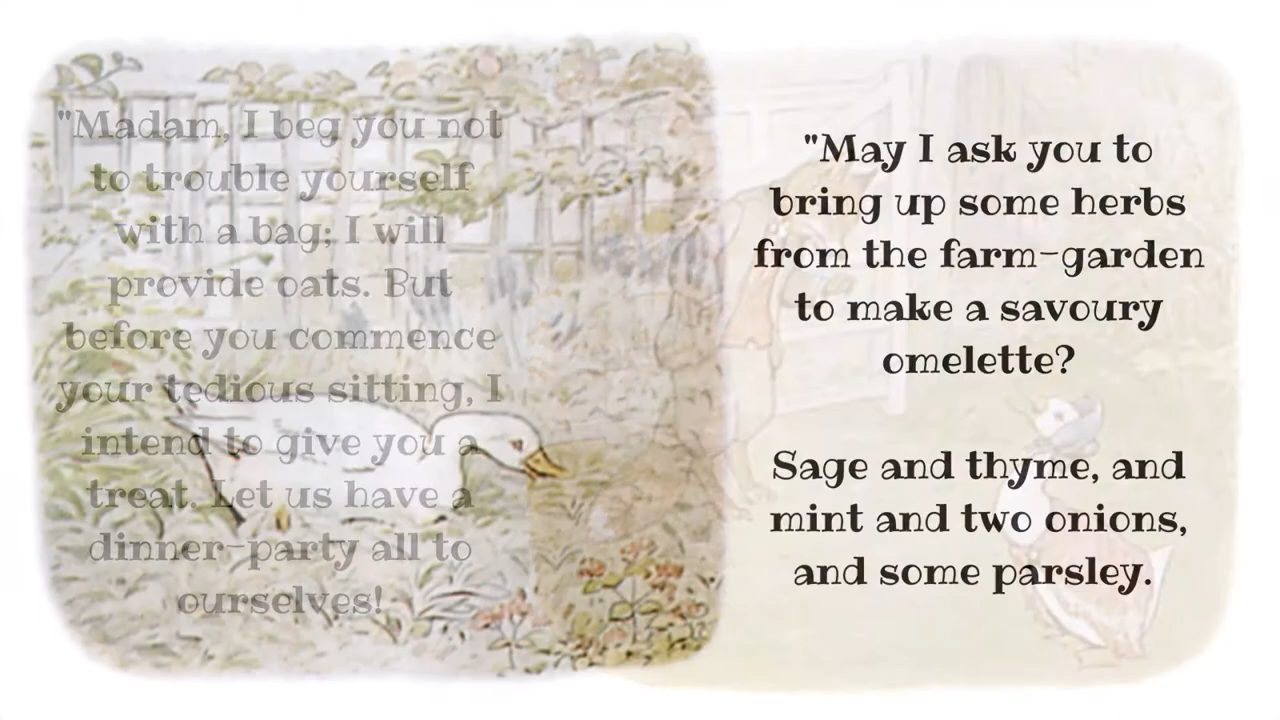 "Madam, I beg you not
to trouble yourself
with a bag; I will
provide oats. But
before you commence
your tedious sitting, I
intend to give you a
treat. Let us have a
dinner-party all to
ourselves!
"May I ask you to
bring up some herbs
from the farm-garden
to make a savoury
omelette?
Sage and thyme, and
mint and two onions,
and some parsley.